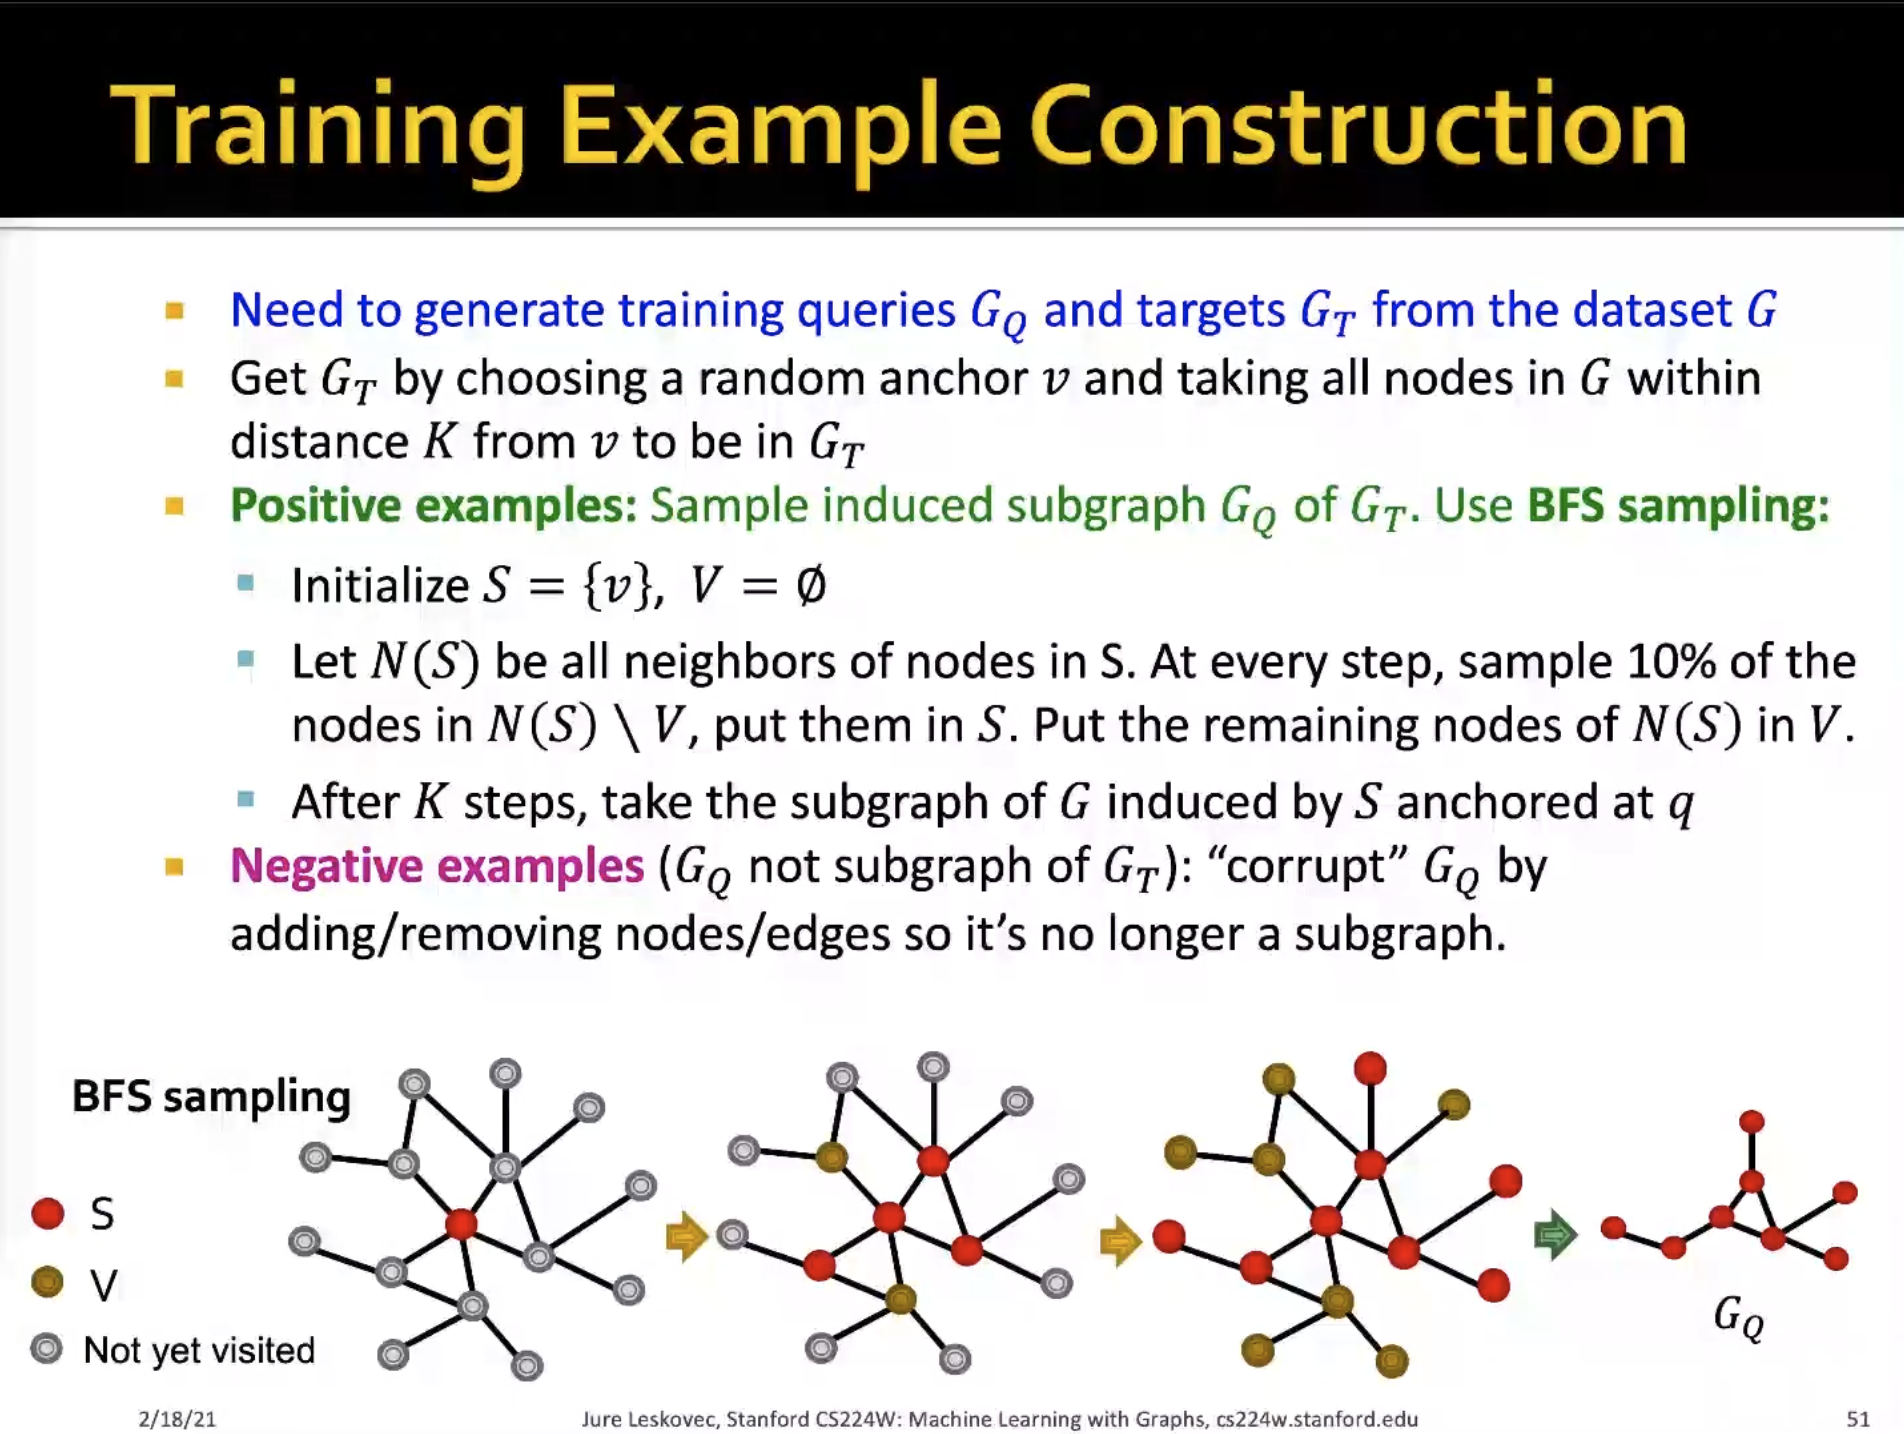 Training Example Construction
Need to generate training queries G_Q and targets G_T from the dataset G
Get G_T by choosing a random anchor v and taking all nodes in G within
distance K from v to be in G_T
Positive examples: Sample induced subgraph G_Q of G_T. Use BFS sampling:
Initialize S = {v}, V = ∅
Let N(S) be all neighbors of nodes in S. At every step, sample 10% of the
nodes in N(S) \ V, put them in S. Put the remaining nodes of N(S) in V.
After K steps, take the subgraph of G induced by S anchored at q
Negative examples (G_Q not subgraph of G_T): “corrupt” G_Q by
adding/removing nodes/edges so it’s no longer a subgraph.
BFS sampling
S
V
Not yet visited
G_Q
2/18/21
Jure Leskovec, Stanford CS224W: Machine Learning with Graphs, cs224w.stanford.edu
51